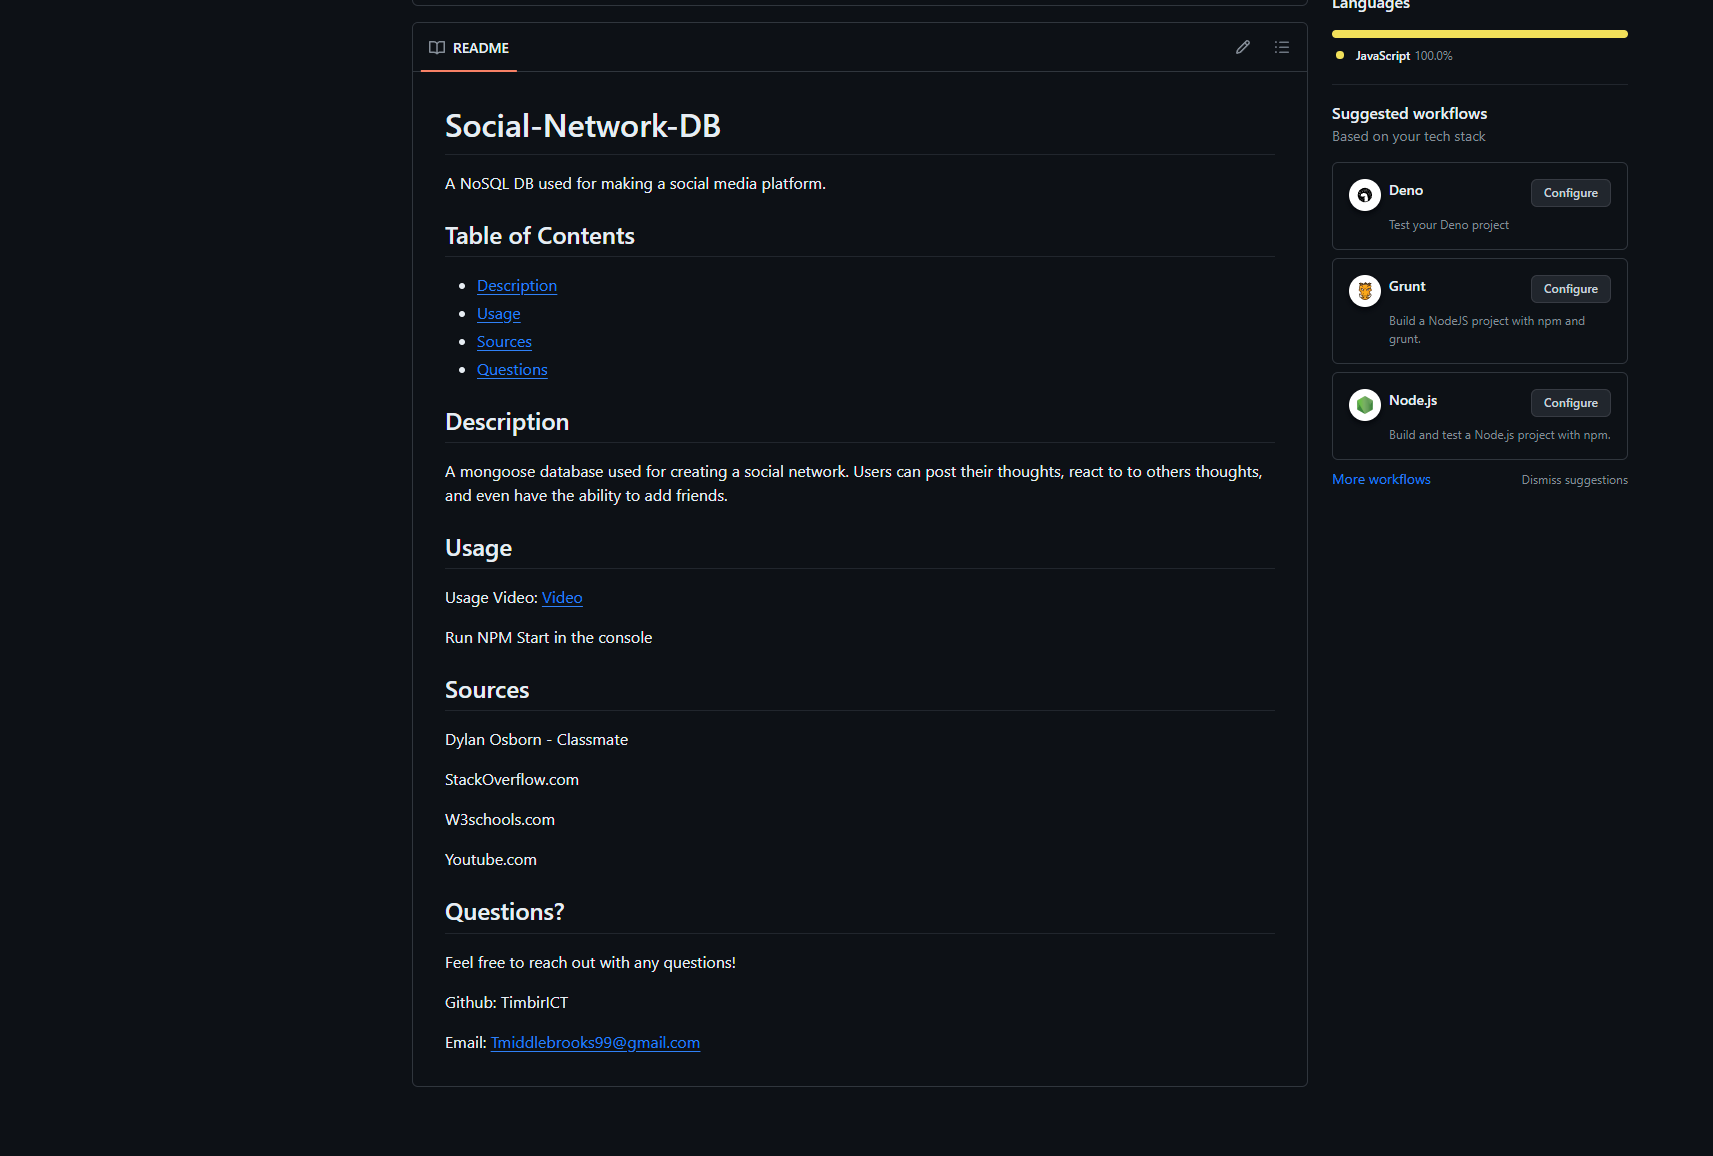 README
Social-Network-DB
A NoSQL DB used for making a social media platform.
Table of Contents
Description
Usage
Sources
Questions
Description
A mongoose database used for creating a social network. Users can post their thoughts, react to to others thoughts,
and even have the ability to add friends.
Usage
Usage Video: Video
Run NPM Start in the console
Sources
Dylan Osborn - Classmate
StackOverflow.com
W3schools.com
Youtube.com
Questions?
Feel free to reach out with any questions!
Github: TimbirICT
Email: Tmiddlebrooks99@gmail.com
Languages
JavaScript 100.0%
Suggested workflows
Based on your tech stack
Deno
Configure
Test your Deno project
Grunt
Configure
Build a NodeJS project with npm and
grunt.
Node.js
Configure
Build and test a Node.js project with npm.
More workflows
Dismiss suggestions